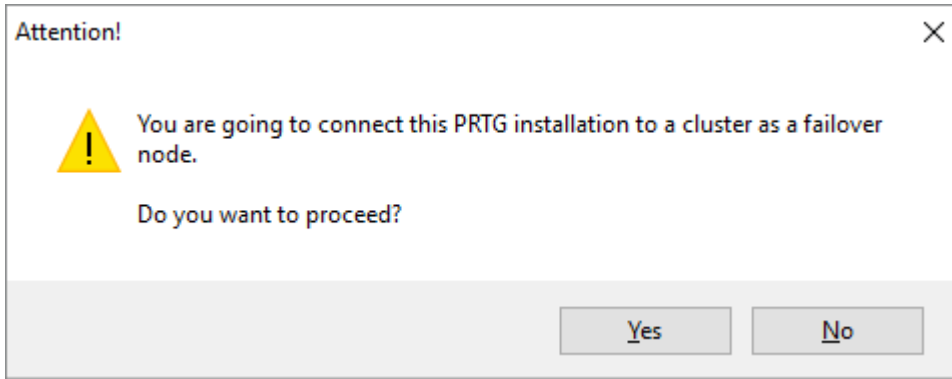 Attention!
You are going to connect this PRTG installation to a cluster as a failover
node.
Do you want to proceed?
Yes
No